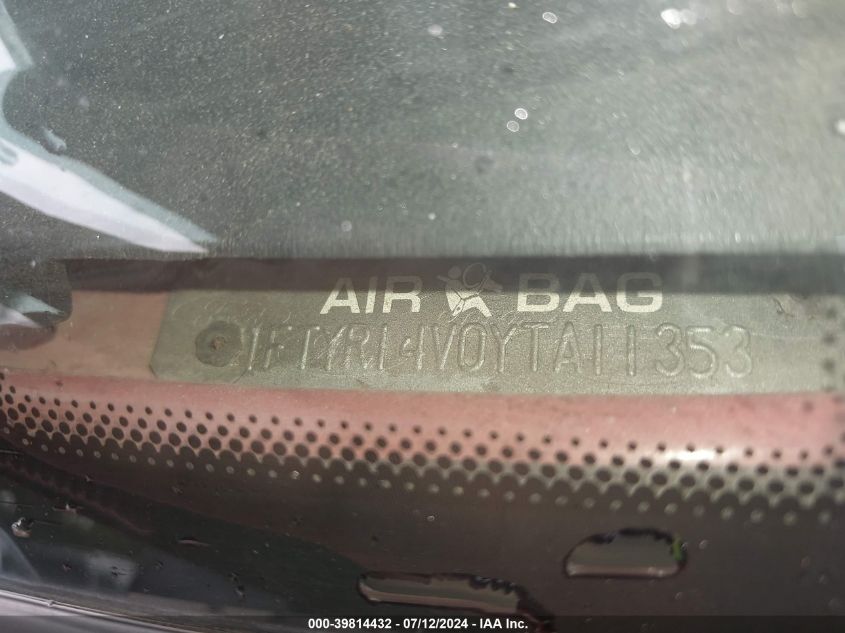 AIR BAG
1FTYR14V0YTA11353
000-39814432 - 07/12/2024 - IAA Inc.